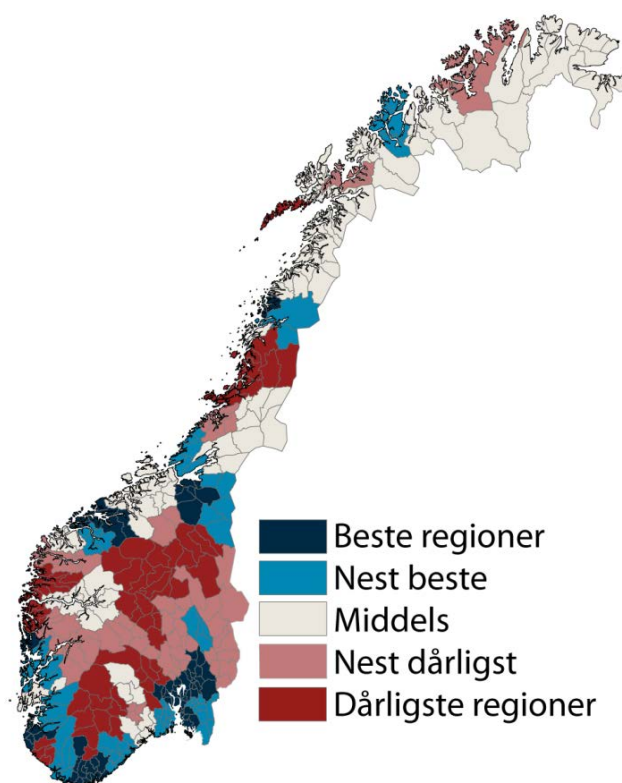 Beste regioner
Nest beste
Middels
Nest dårligst
Dårligste regioner